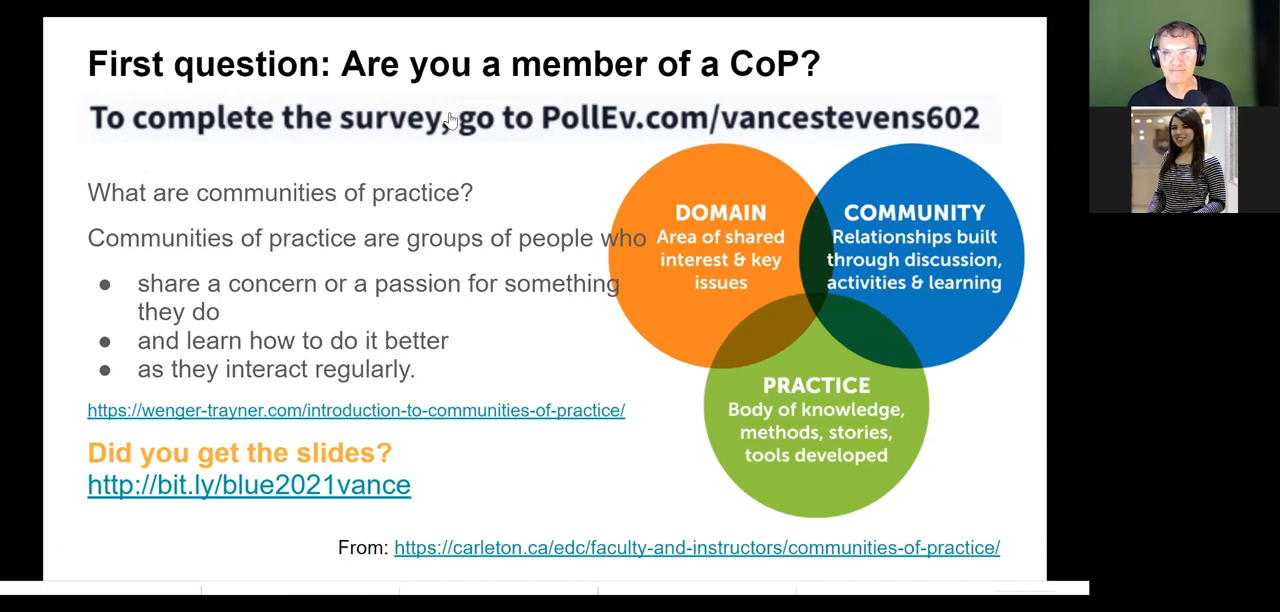 First question: Are you a member of a CoP?
To complete the survey, go to PollEv.com/vancestevens602
What are communities of practice?
Communities of practice are groups of people who
● share a concern or a passion for something
they do
● and learn how to do it better
● as they interact regularly.
https://wenger-trayner.com/introduction-to-communities-of-practice/
Did you get the slides?
http://bit.ly/blue2021vance
DOMAIN
Area of shared
interest & key
issues
COMMUNITY
Relationships built
through discussion,
activities & learning
PRACTICE
Body of knowledge,
methods, stories,
tools developed
From: https://carleton.ca/edc/faculty-and-instructors/communities-of-practice/